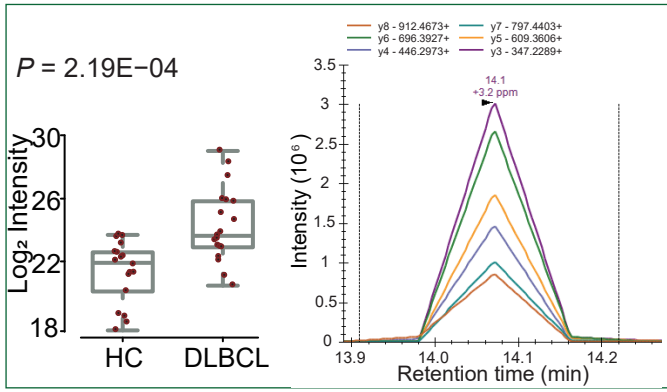 P = 2.19E−04
Log₂ Intensity
30
26
22
18
HC DLBCL
y8 - 912.4673+ y7 - 797.4403+
y6 - 696.3927+ y5 - 609.3606+
y4 - 446.2973+ y3 - 347.2289+
14.1
+3.2 ppm
Intensity (10⁶)
3.5
3
2.5
2
1.5
1
0.5
0
13.9 14.0 14.1 14.2
Retention time (min)